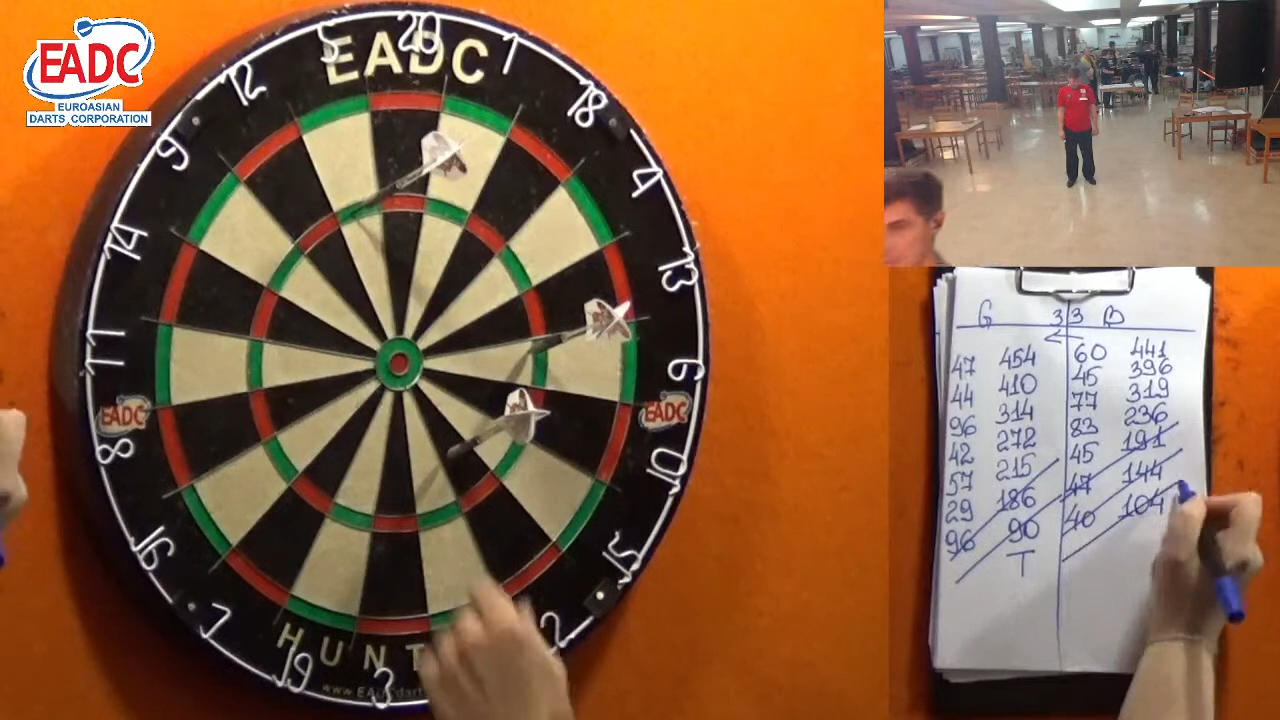 EADC
EUROASIAN
DARTS CORPORATION
EADC
5 20 1
12 18
9 4
14 13
11 6
EADC EADC
8 10
16 15
7 2
19 3
HUNT
G 3 3 B
454 60 441
47 410 45 396
44 314 77 319
96 272 83 236
42 215 45 191
57 186 47 144
29 90 40 104
96 T